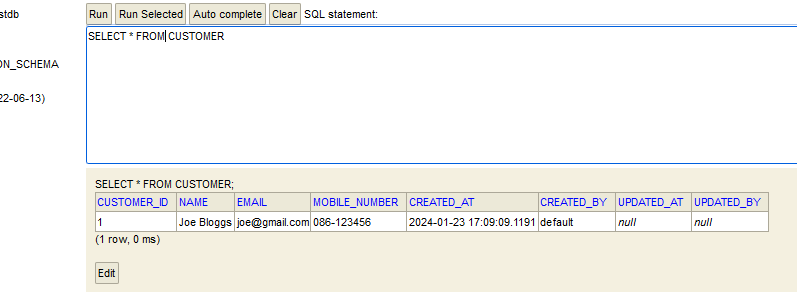 stdb
Run Run Selected Auto complete Clear SQL statement:
SELECT * FROM CUSTOMER
ON_SCHEMA
22-06-13)
SELECT * FROM CUSTOMER;
CUSTOMER_ID NAME EMAIL MOBILE_NUMBER CREATED_AT CREATED_BY UPDATED_AT UPDATED_BY
1 Joe Bloggs joe@gmail.com 086-123456 2024-01-23 17:09:09.1191 default null null
(1 row, 0 ms)
Edit